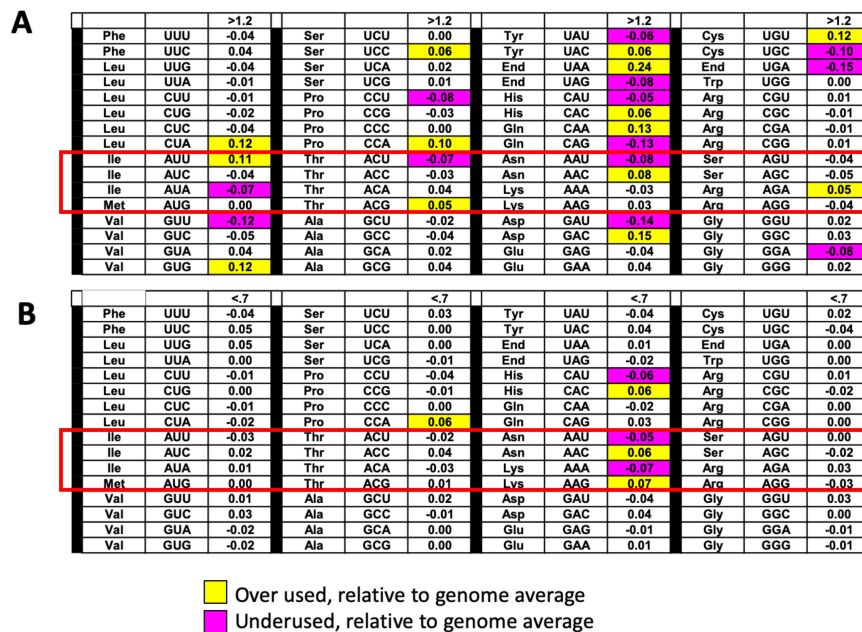 A
>1.2 >1.2 >1.2 >1.2
Phe UUU -0.04 Ser UCU 0.00 Tyr UAU -0.06 Cys UGU 0.12
Phe UUC 0.04 Ser UCC 0.06 Tyr UAC 0.06 Cys UGC -0.10
Leu UUG -0.04 Ser UCA 0.02 End UAA 0.24 End UGA -0.15
Leu UUA -0.01 Ser UCG 0.01 End UAG -0.08 Trp UGG 0.00
Leu CUU -0.01 Pro CCU -0.08 His CAU -0.05 Arg CGU 0.01
Leu CUG -0.02 Pro CCG -0.03 His CAC 0.06 Arg CGC -0.01
Leu CUC -0.04 Pro CCC 0.00 Gln CAA 0.13 Arg CGA -0.01
Leu CUA 0.12 Pro CCA 0.10 Gln CAG -0.13 Arg CGG 0.01
Ile AUU 0.11 Thr ACU -0.07 Asn AAU -0.08 Ser AGU -0.04
Ile AUC -0.04 Thr ACC -0.03 Asn AAC 0.08 Ser AGC -0.05
Ile AUA -0.07 Thr ACA 0.04 Lys AAA -0.03 Arg AGA 0.05
Met AUG 0.00 Thr ACG 0.05 Lys AAG 0.03 Arg AGG -0.04
Val GUU -0.12 Ala GCU -0.02 Asp GAU -0.14 Gly GGU 0.02
Val GUC -0.05 Ala GCC -0.04 Asp GAC 0.15 Gly GGC 0.03
Val GUA 0.04 Ala GCA 0.02 Glu GAG -0.04 Gly GGA -0.08
Val GUG 0.12 Ala GCG 0.04 Glu GAA 0.04 Gly GGG 0.02
B
<.7 <.7 <.7 <.7
Phe UUU -0.04 Ser UCU 0.03 Tyr UAU -0.04 Cys UGU 0.02
Phe UUC 0.05 Ser UCC 0.00 Tyr UAC 0.04 Cys UGC -0.04
Leu UUG 0.05 Ser UCA 0.00 End UAA 0.01 End UGA 0.00
Leu UUA 0.00 Ser UCG -0.01 End UAG -0.02 Trp UGG 0.00
Leu CUU -0.01 Pro CCU -0.04 His CAU -0.06 Arg CGU 0.01
Leu CUG 0.00 Pro CCG -0.01 His CAC 0.06 Arg CGC -0.02
Leu CUC -0.01 Pro CCC 0.00 Gln CAA -0.02 Arg CGA 0.00
Leu CUA -0.02 Pro CCA 0.06 Gln CAG 0.03 Arg CGG 0.00
Ile AUU -0.03 Thr ACU -0.02 Asn AAU -0.05 Ser AGU 0.00
Ile AUC 0.02 Thr ACC 0.04 Asn AAC 0.06 Ser AGC -0.02
Ile AUA 0.01 Thr ACA -0.03 Lys AAA -0.07 Arg AGA 0.03
Met AUG 0.00 Thr ACG 0.01 Lys AAG 0.07 Arg AGG -0.03
Val GUU 0.01 Ala GCU 0.02 Asp GAU -0.04 Gly GGU 0.03
Val GUC 0.03 Ala GCC -0.01 Asp GAC 0.04 Gly GGC 0.00
Val GUA -0.02 Ala GCA 0.00 Glu GAG -0.01 Gly GGA -0.01
Val GUG -0.02 Ala GCG 0.00 Glu GAA 0.01 Gly GGG -0.01
Over used, relative to genome average
Underused, relative to genome average